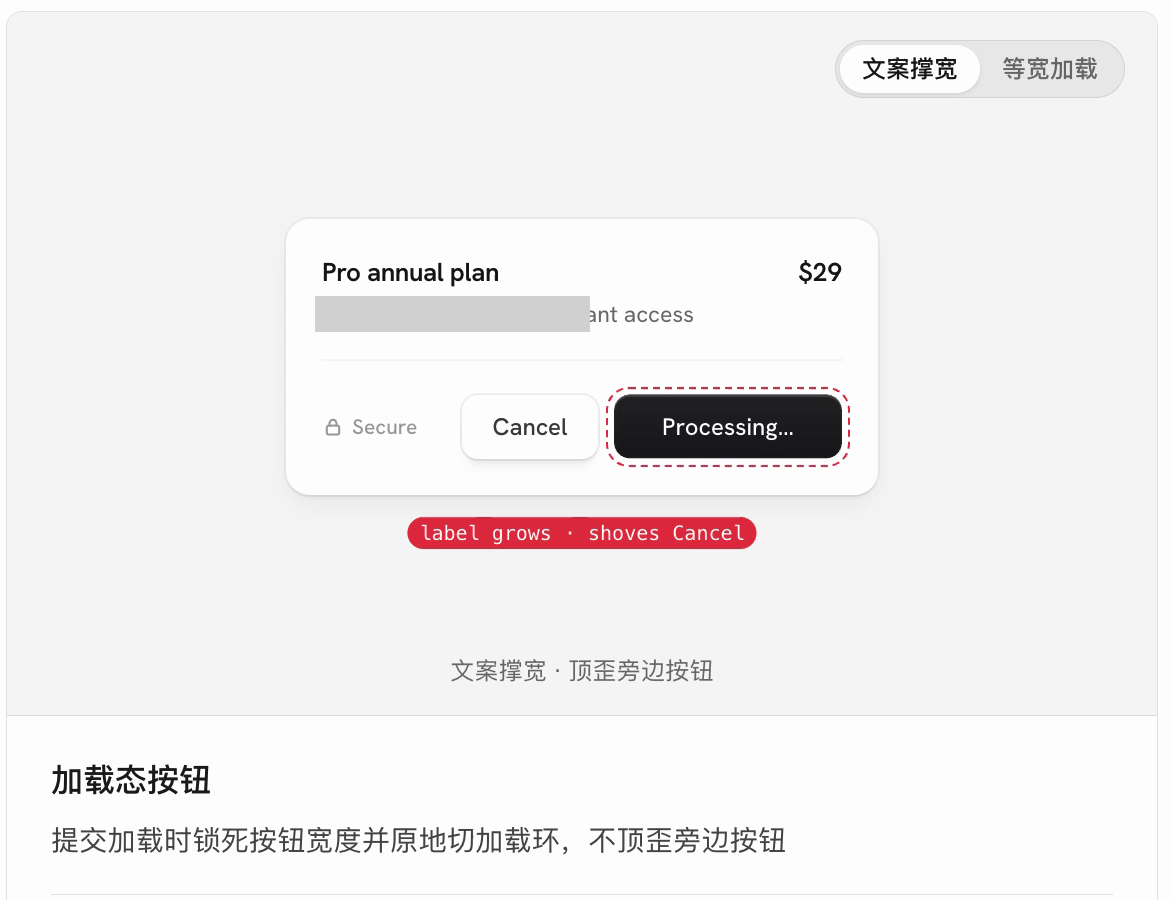 文案撑宽 等宽加载
Pro annual plan $29
access
Secure Cancel Processing...
label grows · shoves Cancel
文案撑宽 · 顶歪旁边按钮
加载态按钮
提交加载时锁死按钮宽度并原地切加载环，不顶歪旁边按钮